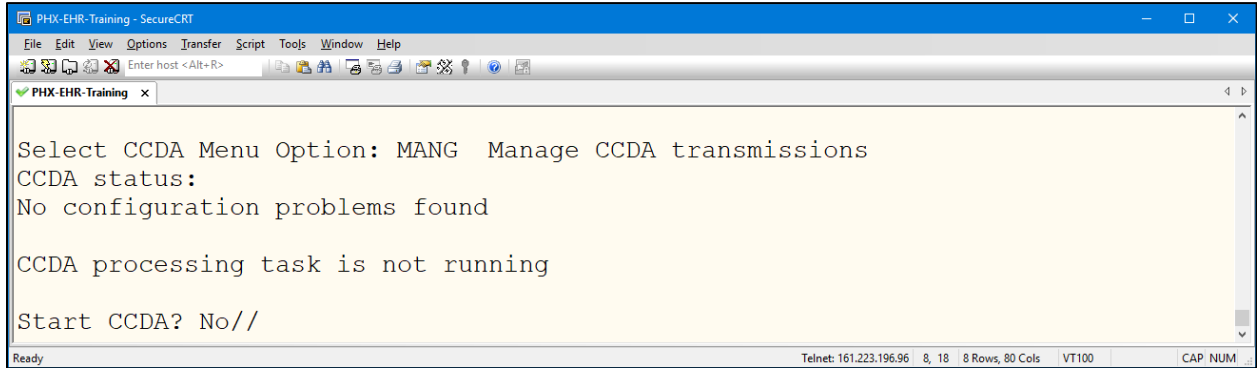 PHX-EHR-Training - SecureCRT
File Edit View Options Transfer Script Tools Window Help
Enter host <Alt+R>
PHX-EHR-Training
Select CCDA Menu Option: MANG  Manage CCDA transmissions
CCDA status:
No configuration problems found
CCDA processing task is not running
Start CCDA? No//
Ready Telnet: 161.223.196.96 8, 18 8 Rows, 80 Cols VT100 CAP NUM